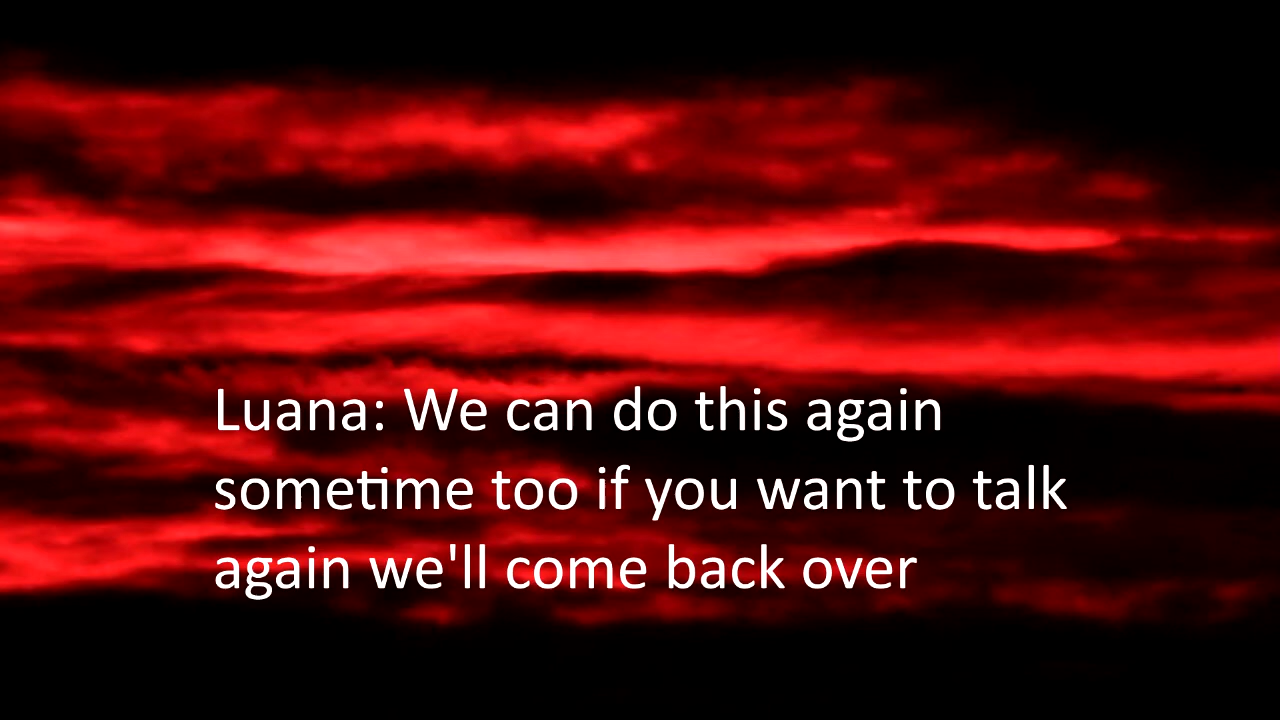 Luana: We can do this again
sometime too if you want to talk
again we'll come back over